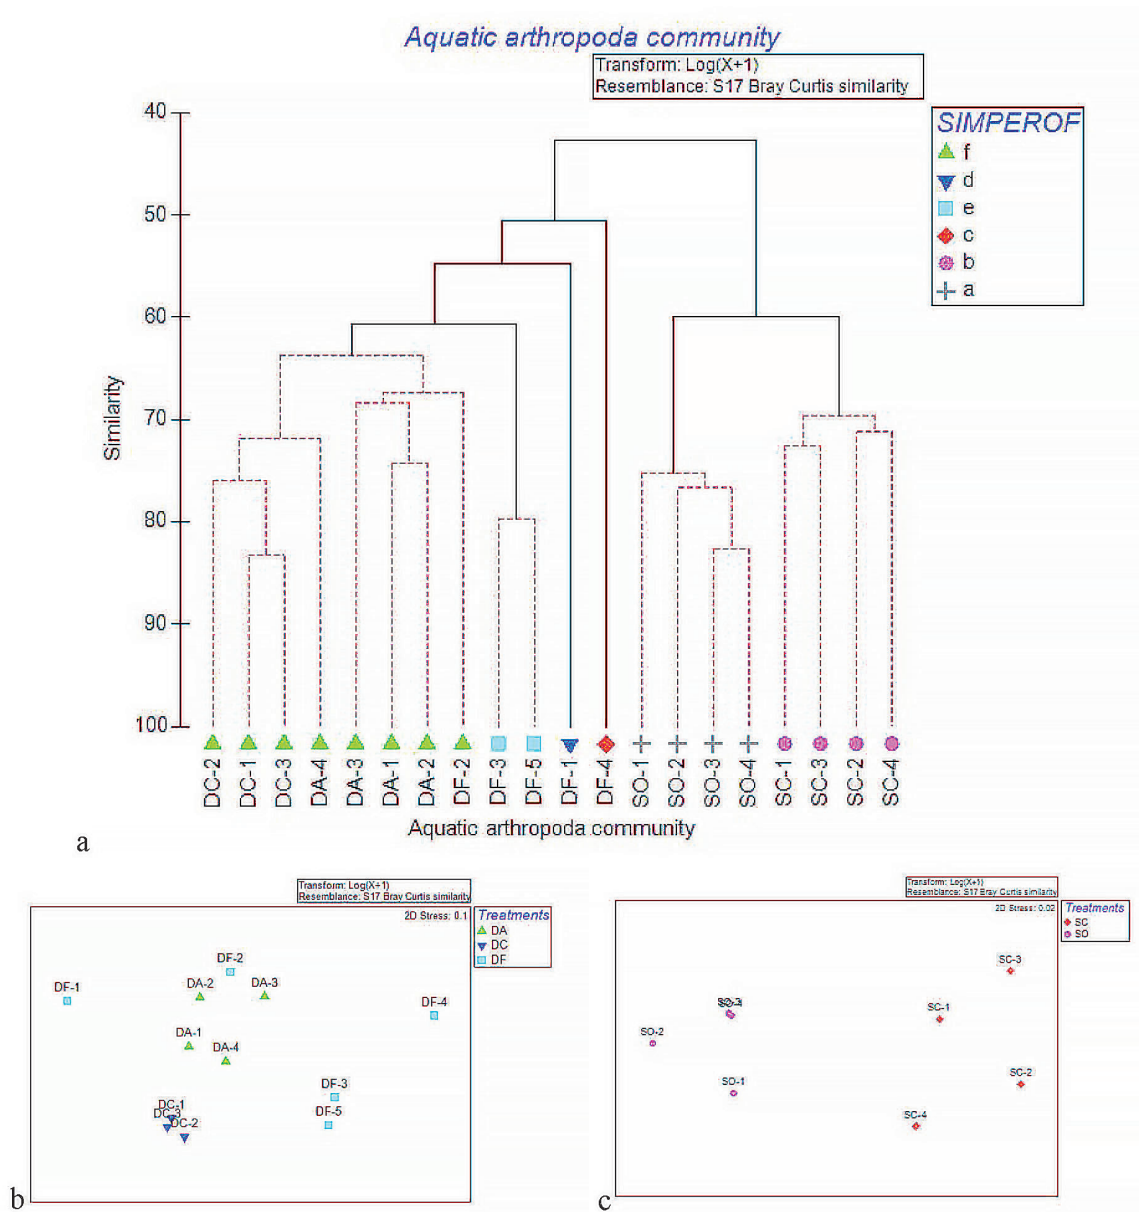 Aquatic arthropoda community
Transform: Log(X+1)
Resemblance: S17 Bray Curtis similarity
SIMPEROF
f
d
e
c
b
a
40
50
60
70
80
90
100
Similarity
DC-2
DC-1
DC-3
DA-4
DA-3
DA-1
DA-2
DF-2
DF-3
DF-5
DF-1
DF-4
SO-1
SO-2
SO-3
SO-4
SC-1
SC-3
SC-2
SC-4
Aquatic arthropoda community
a
Transform: Log(X+1)
Resemblance: S17 Bray Curtis similarity
2D Stress: 0.1
Treatments
DA
DC
DF
DF-2
DF-1
DA-2
DA-3
DF-4
DA-1
DA-4
DF-3
DC-1
DC-3
DF-5
DC-2
b
Transform: Log(X+1)
Resemblance: S17 Bray Curtis similarity
2D Stress: 0.02
Treatments
SC
SO
SC-3
SC-1
SO-2
SO-1
SC-2
SC-4
c